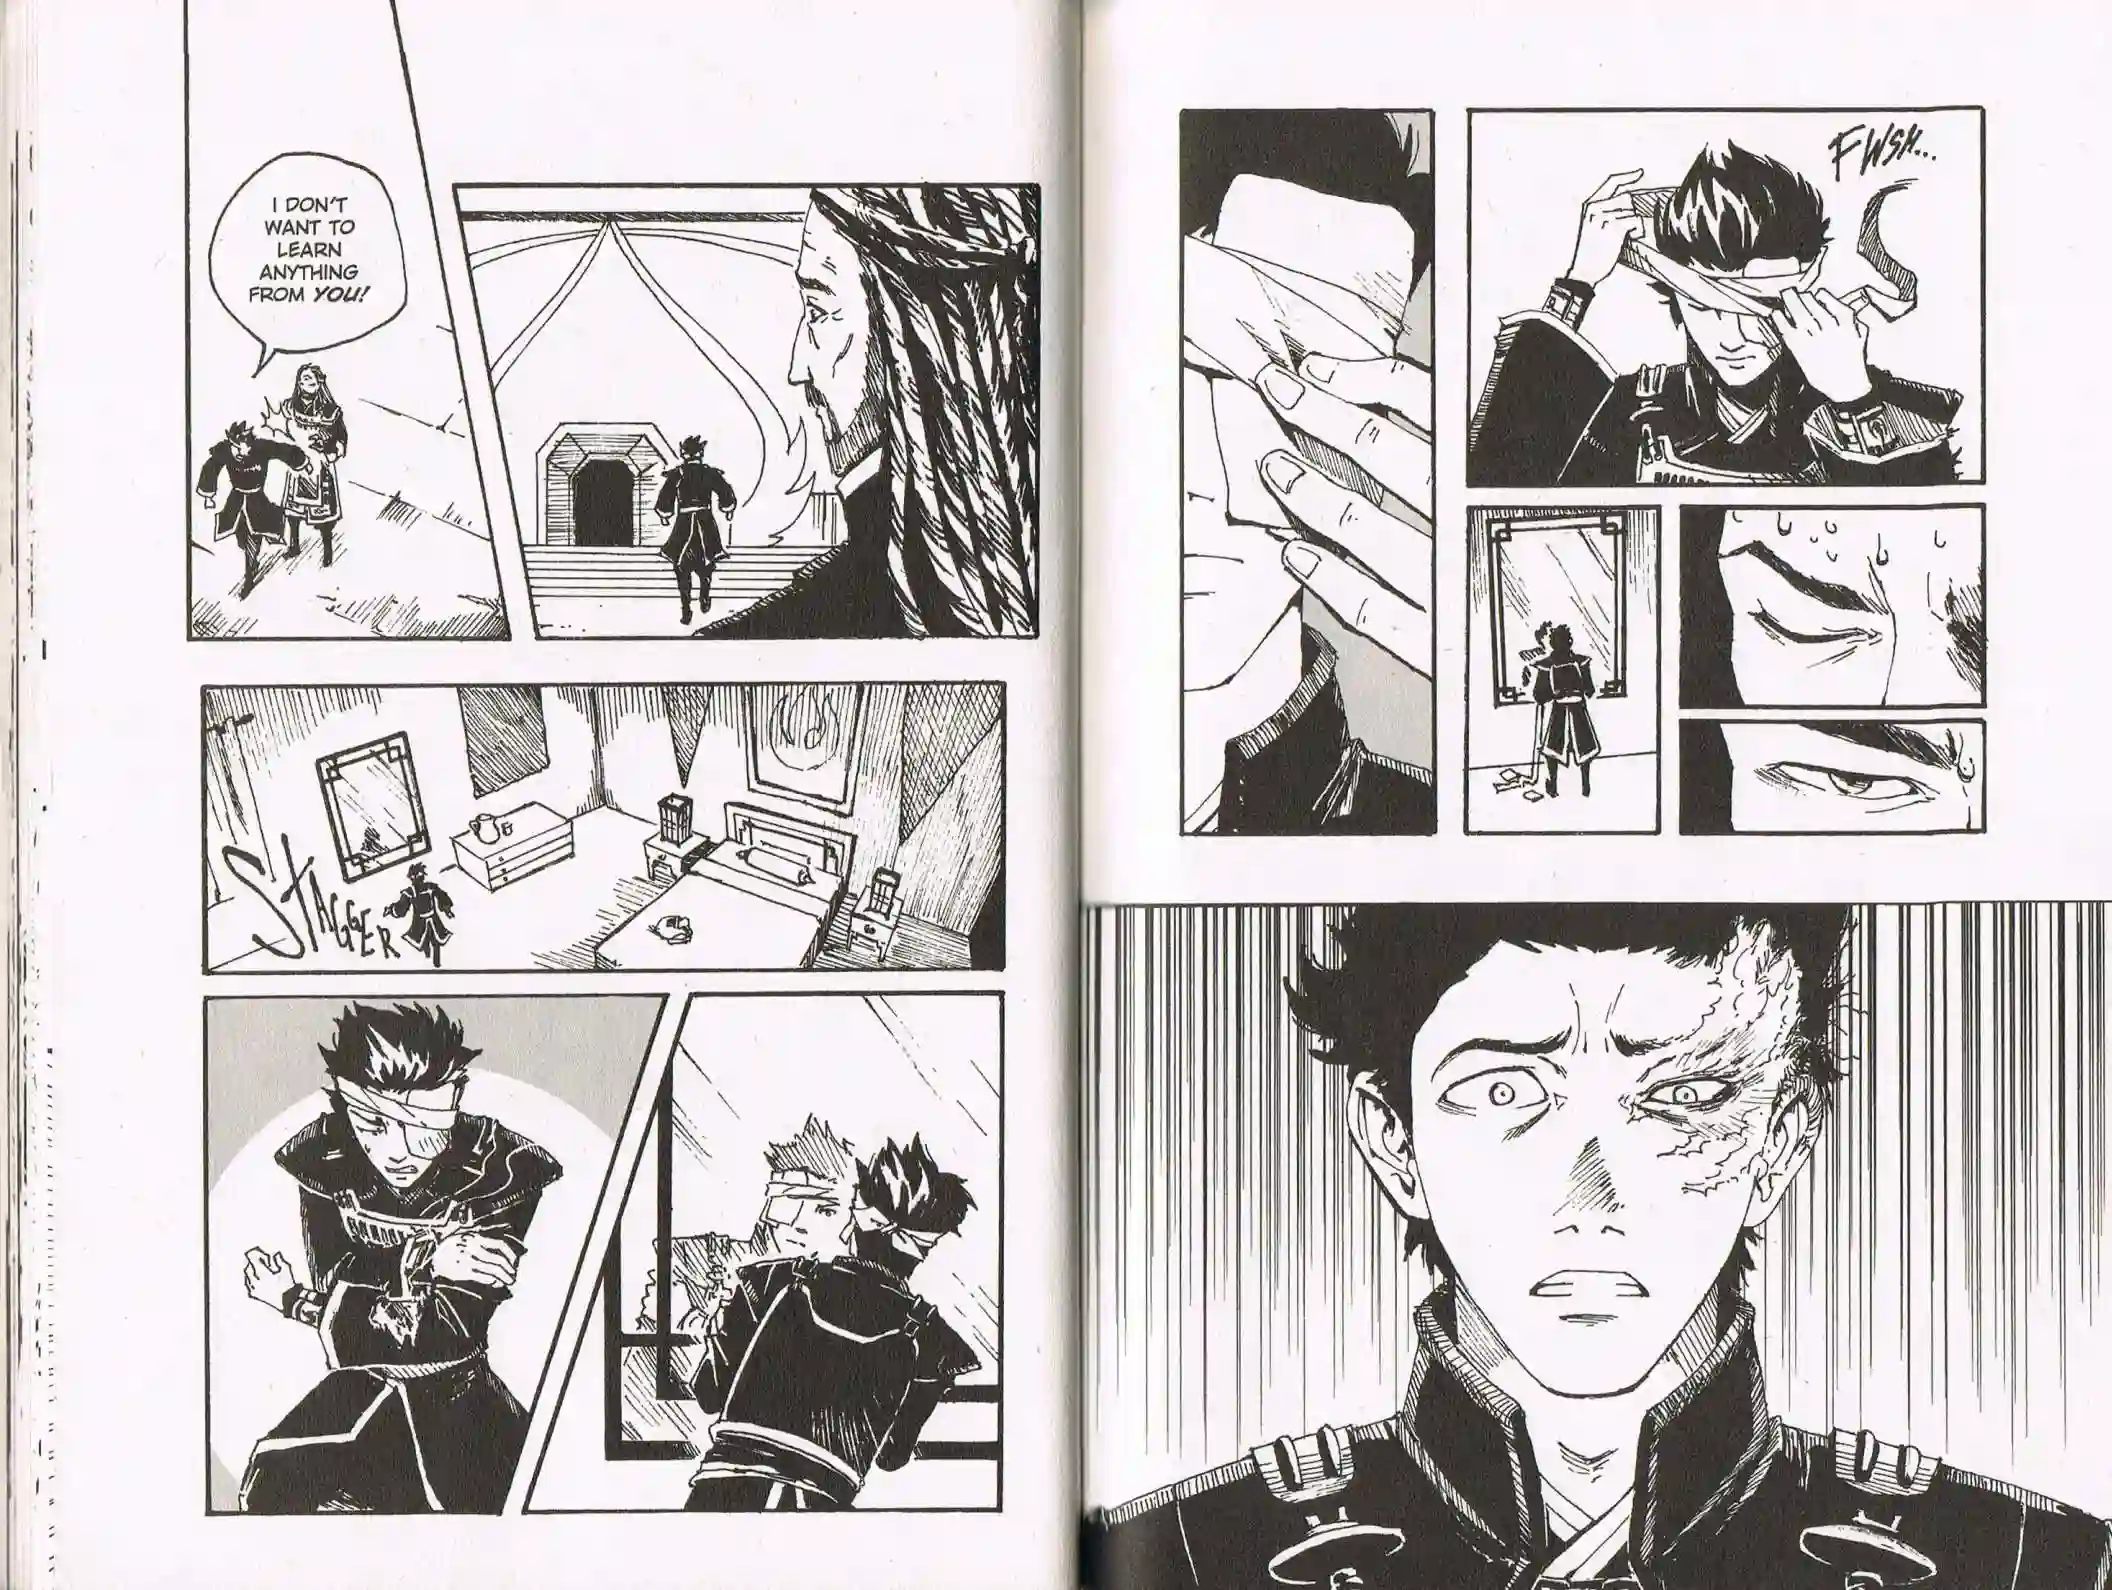 I DON'T
WANT TO
LEARN
ANYTHING
FROM YOU!
STAGGER
FWSH...